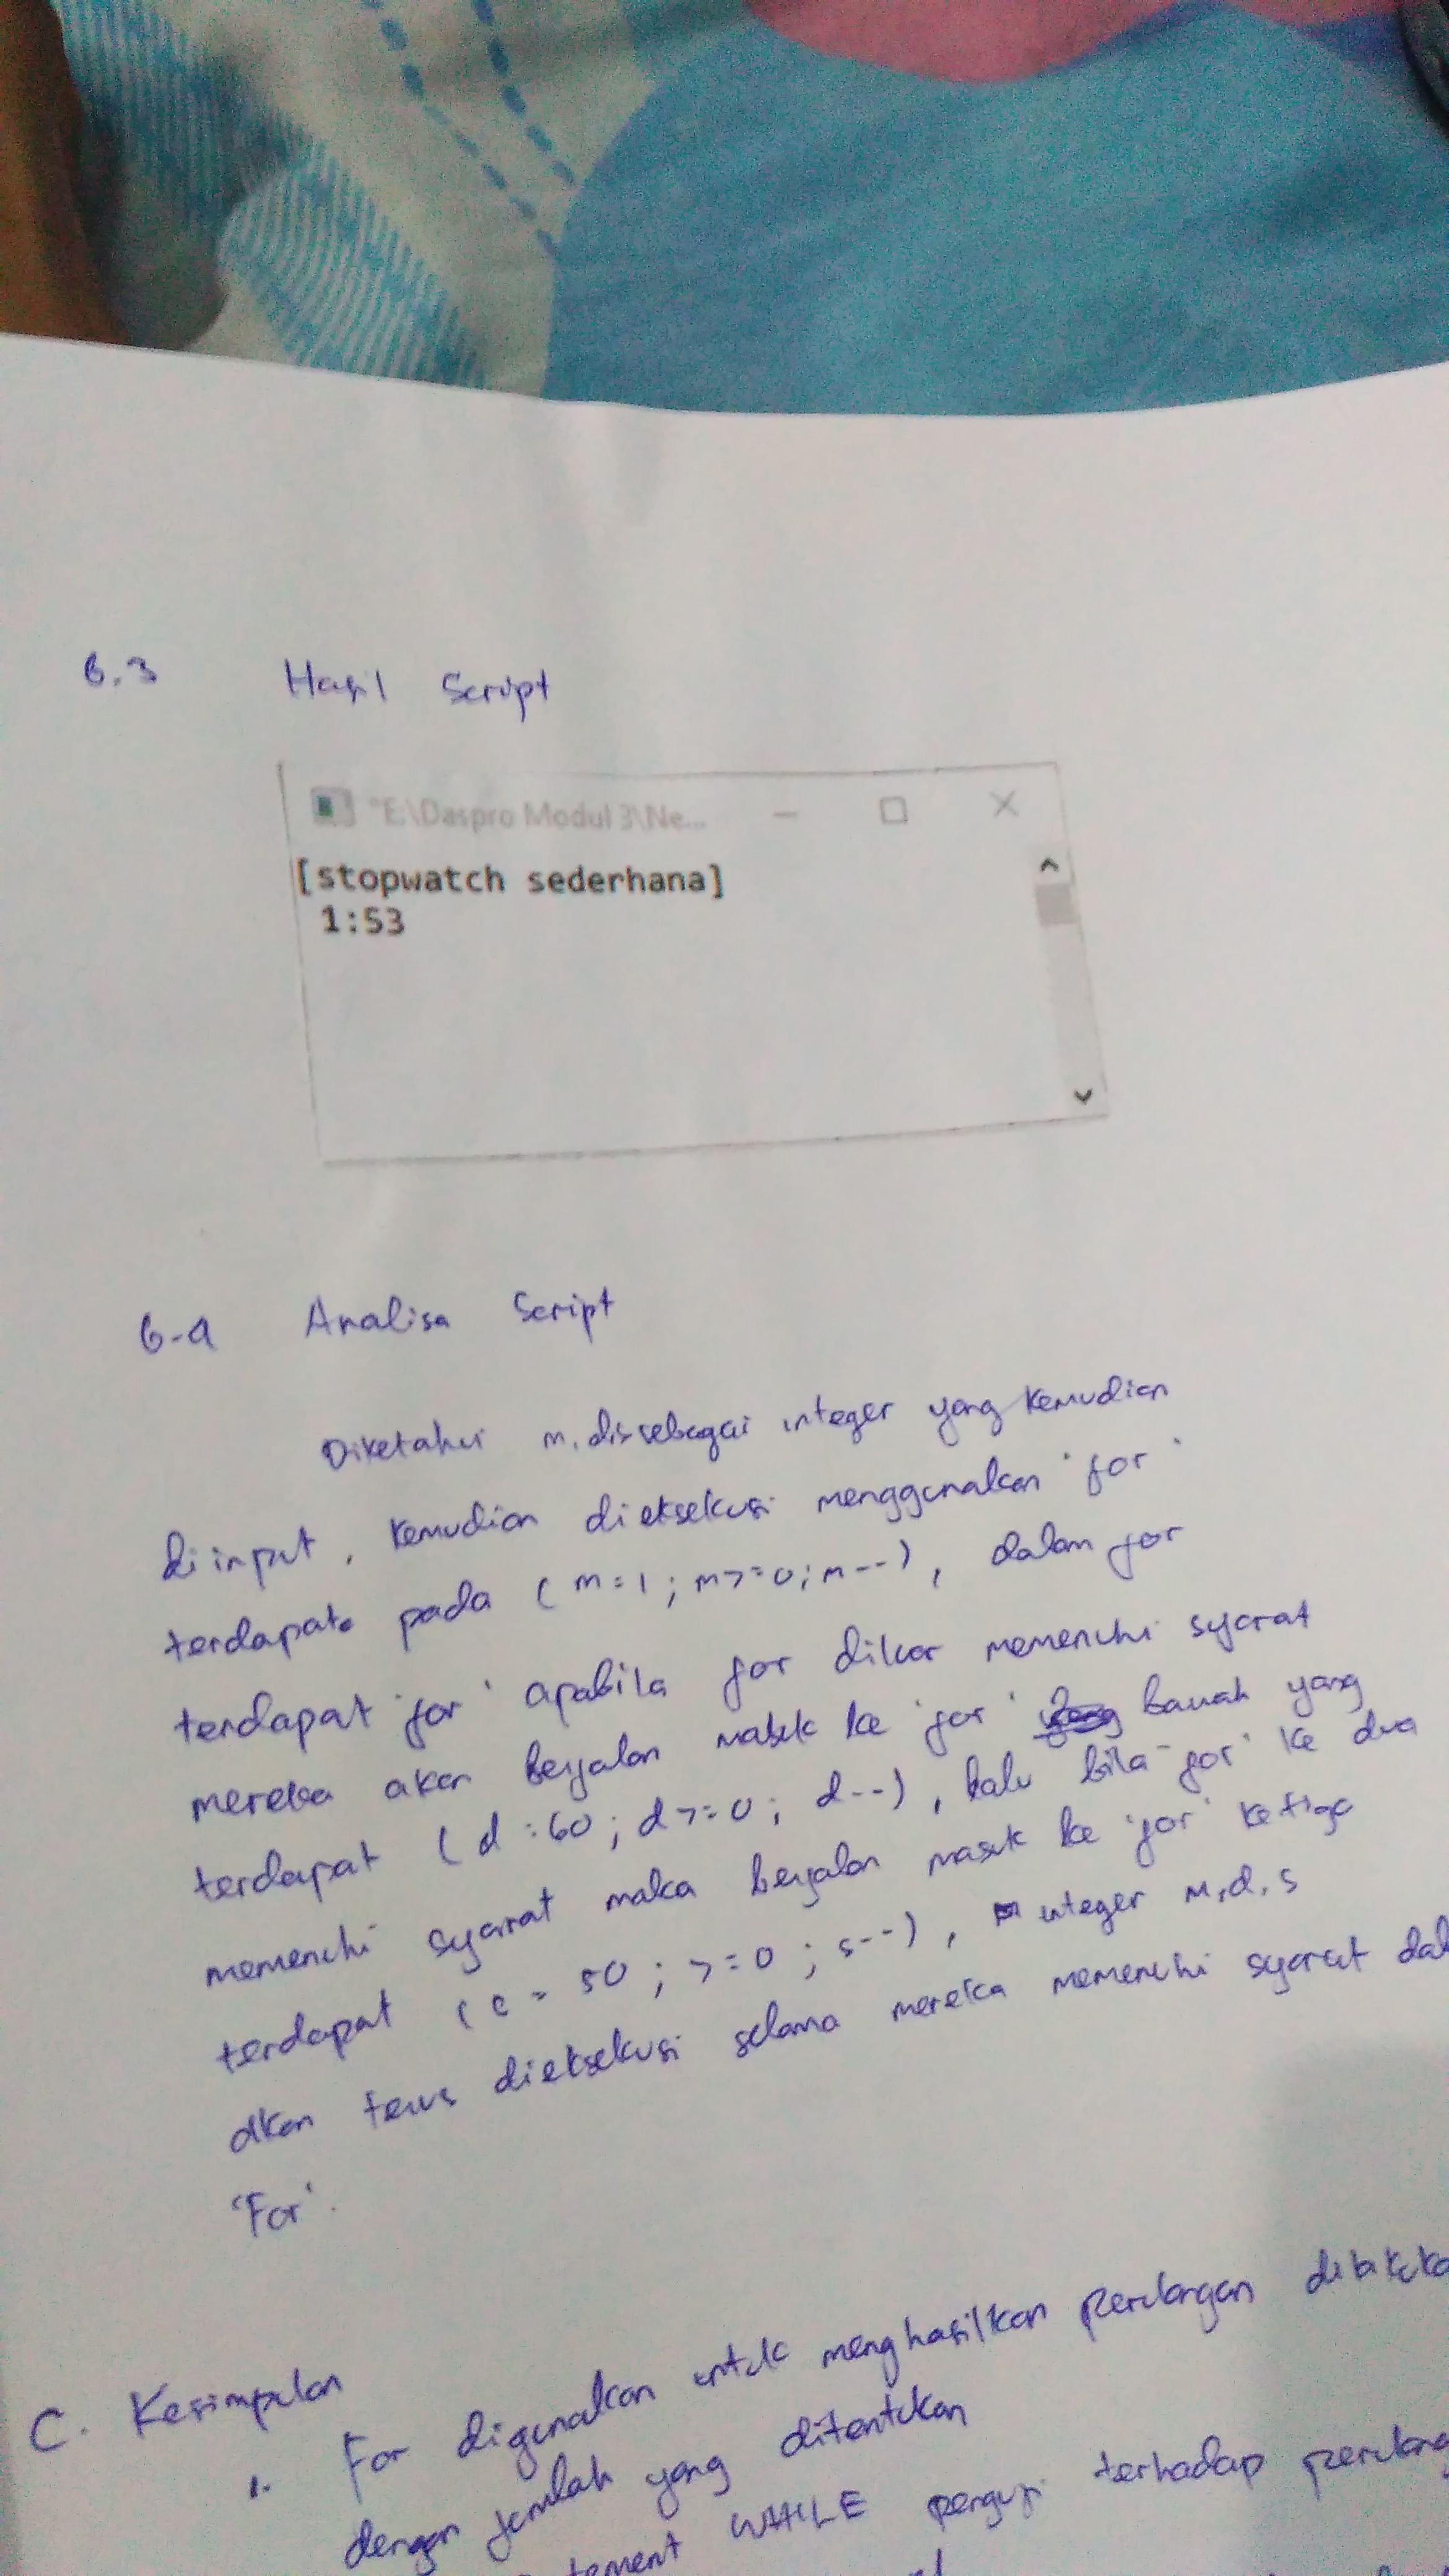 6.3 Hasil Script
"E:\Daspro Modul 3\Ne...
[stopwatch sederhana]
1:53
6-4 Analisa Script
Diketahui m,d,s sebagai integer yang kemudian
di input, kemudian dieksekusi menggunakan 'for'
terdapat pada (m=1; m>=0; m--), dalam for
terdapat 'for' apabila for diluar memenuhi syarat
mereka akan berjalan masuk ke 'for' bawah yang
terdapat (d=60; d>=0; d--), lalu bila 'for' ke dua
memenuhi syarat maka berjalan masuk ke 'for' ketiga
terdapat (c = 50; >=0; s--), integer m,d,s
akan terus dieksekusi selama mereka memenuhi syarat dal
'For'.
C. Kesimpulan
1. For digunakan untuk menghasilkan perulangan
dengan jumlah yang ditentukan
tement WHILE penguji terhadap perulang